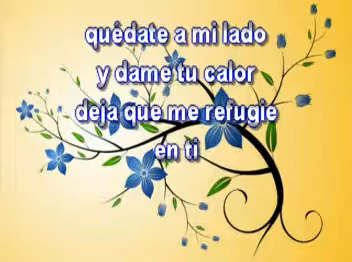 quédate a mi lado
y dame tu calor
deja que me refugie
en ti